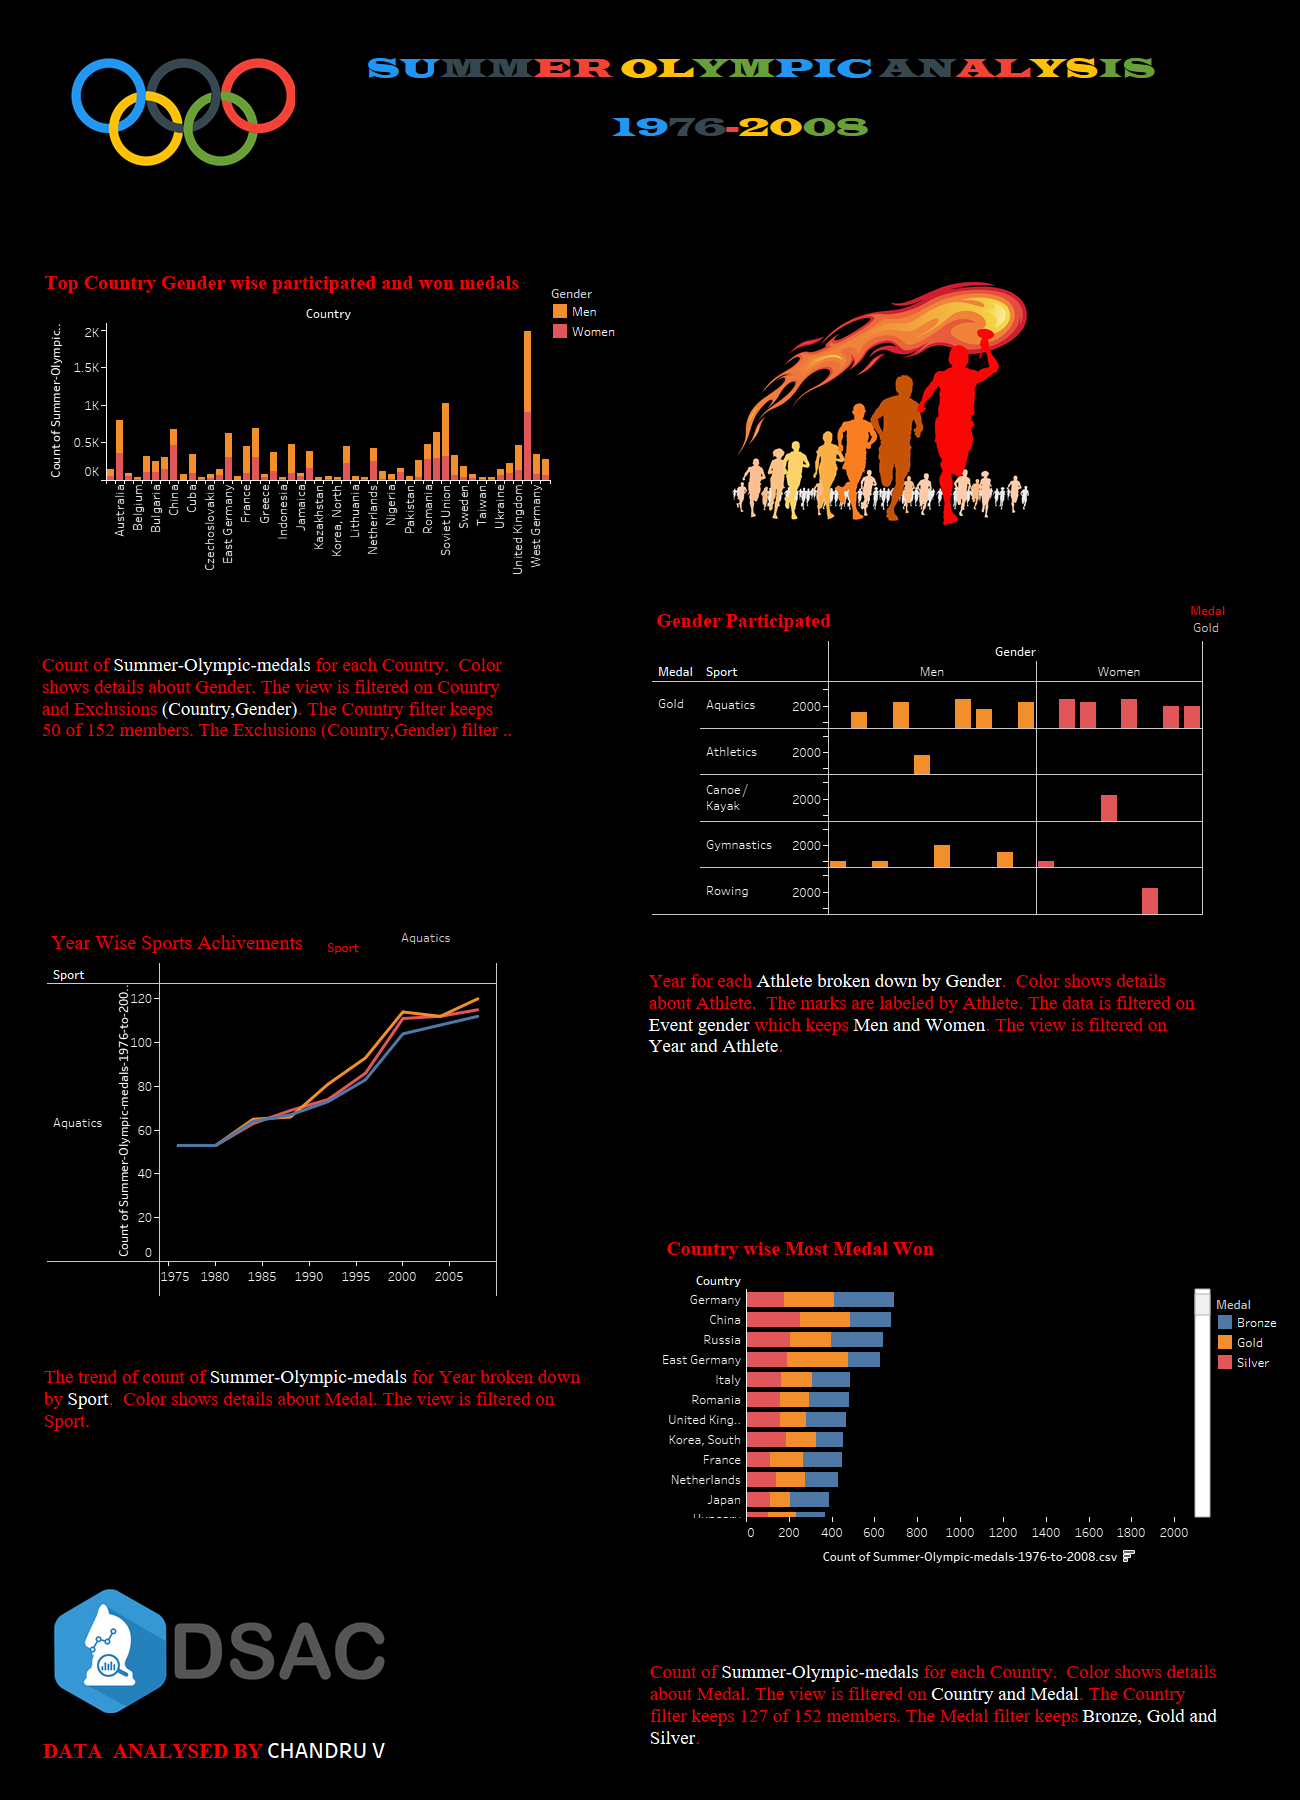 SUMMER OLYMPIC ANALYSIS
1976-2008
Top Country Gender wise participated and won medals
Gender
Men
Women
Country
Count of Summer-Olympic..
2K
1.5K
1K
0.5K
0K
Australia
Belgium
Bulgaria
China
Cuba
Czechoslovakia
East Germany
France
Greece
Indonesia
Jamaica
Kazakhstan
Korea, North
Lithuania
Netherlands
Nigeria
Pakistan
Romania
Soviet Union
Sweden
Taiwan
Ukraine
United Kingdom
West Germany
Count of Summer-Olympic-medals for each Country.  Color
shows details about Gender. The view is filtered on Country
and Exclusions (Country,Gender). The Country filter keeps
50 of 152 members. The Exclusions (Country,Gender) filter ..
Gender Participated
Medal
Gold
Gender
Medal Sport Men Women
Gold Aquatics 2000
Athletics 2000
Canoe /
Kayak 2000
Gymnastics 2000
Rowing 2000
Year for each Athlete broken down by Gender.  Color shows details
about Athlete.  The marks are labeled by Athlete. The data is filtered on
Event gender which keeps Men and Women. The view is filtered on
Year and Athlete.
Year Wise Sports Achivements
Sport
Aquatics
Sport
Aquatics
Count of Summer-Olympic-medals-1976-to-200..
120
100
80
60
40
20
0
1975 1980 1985 1990 1995 2000 2005
The trend of count of Summer-Olympic-medals for Year broken down
by Sport.  Color shows details about Medal. The view is filtered on
Sport.
Country wise Most Medal Won
Country
Germany
China
Russia
East Germany
Italy
Romania
United King..
Korea, South
France
Netherlands
Japan
0 200 400 600 800 1000 1200 1400 1600 1800 2000
Count of Summer-Olympic-medals-1976-to-2008.csv
Medal
Bronze
Gold
Silver
Count of Summer-Olympic-medals for each Country.  Color shows details
about Medal. The view is filtered on Country and Medal. The Country
filter keeps 127 of 152 members. The Medal filter keeps Bronze, Gold and
Silver.
DSAC
DATA  ANALYSED BY CHANDRU V